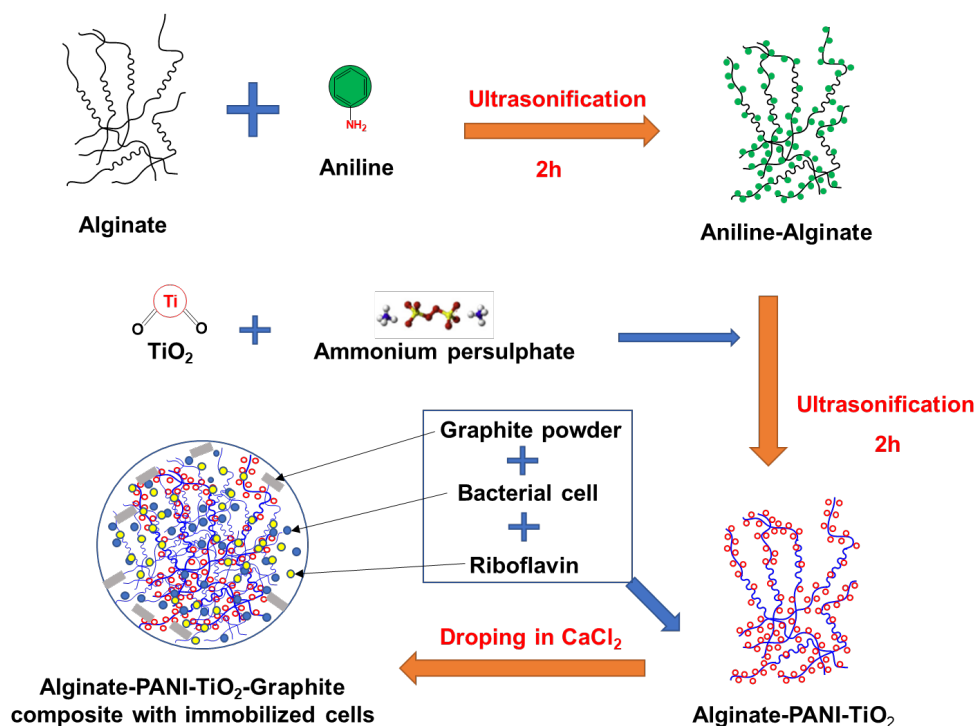 Alginate
NH₂
Aniline
Ultrasonification
2h
Aniline-Alginate
Ti
O
O
TiO₂
Ammonium persulphate
Ultrasonification
2h
Graphite powder
Bacterial cell
Riboflavin
Droping in CaCl₂
Alginate-PANI-TiO₂-Graphite
composite with immobilized cells
Alginate-PANI-TiO₂